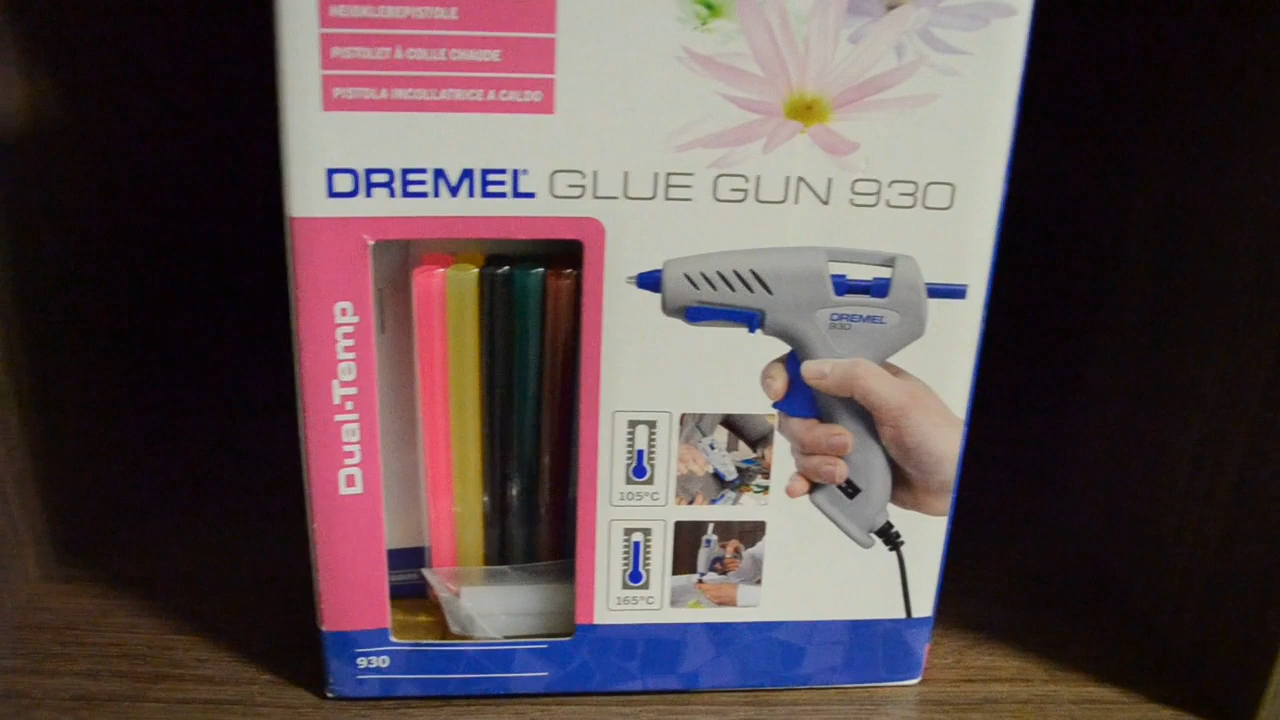 HEIßKLEBEPISTOLE
PISTOLET À COLLE CHAUDE
PISTOLA INCOLLATRICE A CALDO
DREMEL® GLUE GUN 930
Dual-Temp
DREMEL
930
105°C
165°C
930